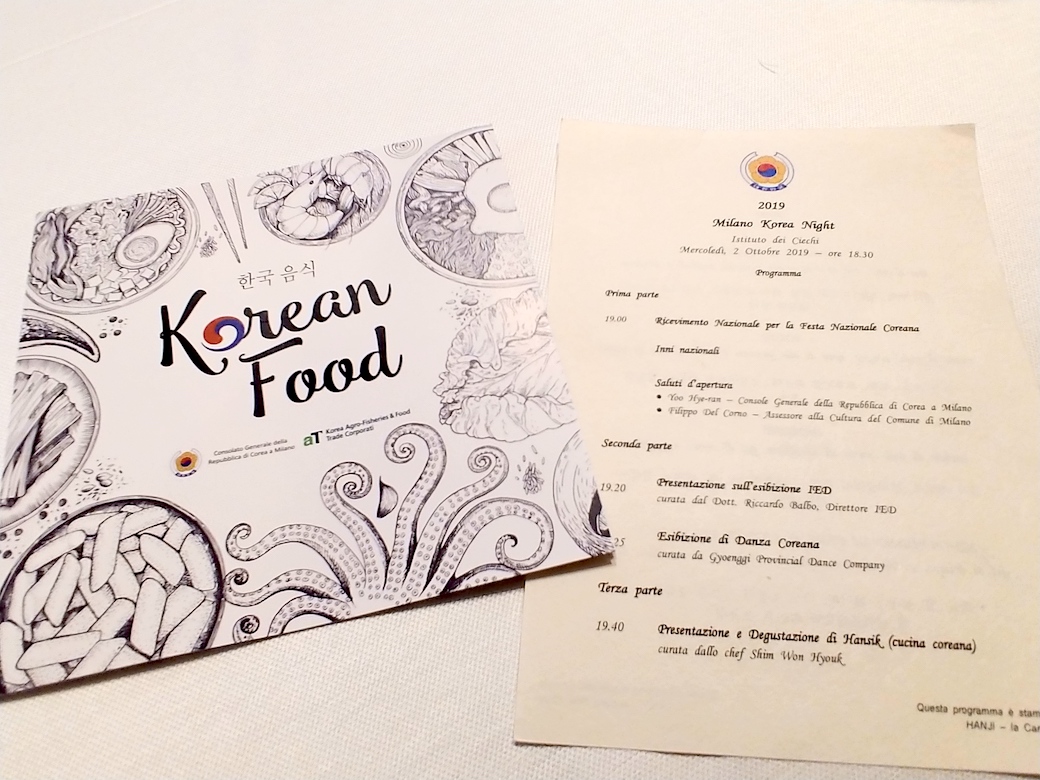 한국 음식
Korean
Food
Consolato Generale della
Repubblica di Corea a Milano
aT Korea Agro-Fisheries & Food
Trade Corporati
2019
Milano Korea Night
Istituto dei Ciechi
Mercoledì, 2 Ottobre 2019 – ore 18.30
Programma
Prima parte
19.00 Ricevimento Nazionale per la Festa Nazionale Coreana
Inni nazionali
Saluti d'apertura
• Yoo Hye-ran – Console Generale della Repubblica di Corea a Milano
• Filippo Del Corno – Assessore alla Cultura del Comune di Milano
Seconda parte
19.20 Presentazione sull'esibizione IED
curata dal Dott. Riccardo Balbo, Direttore IED
25 Esibizione di Danza Coreana
curata da Gyoenggi Provincial Dance Company
Terza parte
19.40 Presentazione e Degustazione di Hansik (cucina coreana)
curata dallo chef Shim Won Hyouk
Questa programma è stam
HANJI – la Car